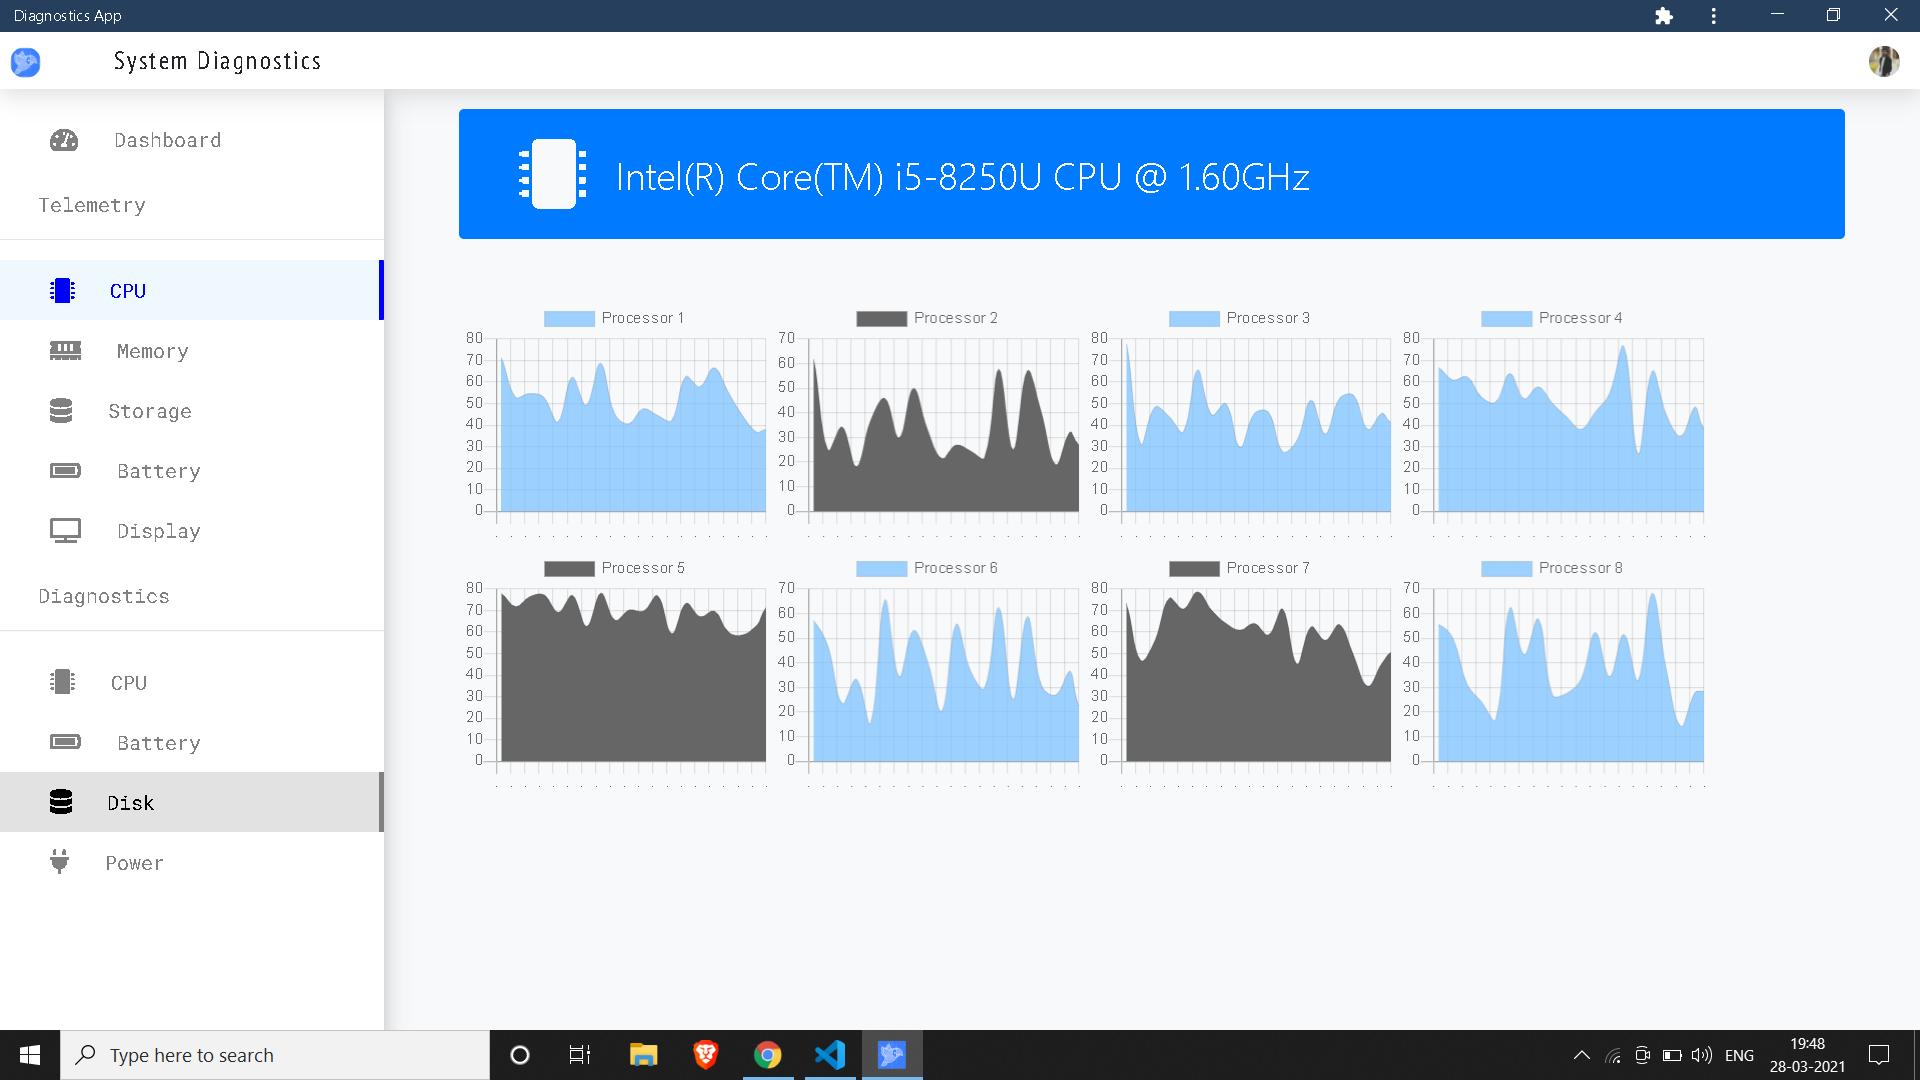 Diagnostics App
System Diagnostics
Dashboard
Telemetry
CPU
Memory
Storage
Battery
Display
Diagnostics
CPU
Battery
Disk
Power
Intel(R) Core(TM) i5-8250U CPU @ 1.60GHz
Processor 1
80
70
60
50
40
30
20
10
0
Processor 2
70
60
50
40
30
20
10
0
Processor 3
80
70
60
50
40
30
20
10
0
Processor 4
80
70
60
50
40
30
20
10
0
Processor 5
80
70
60
50
40
30
20
10
0
Processor 6
70
60
50
40
30
20
10
0
Processor 7
80
70
60
50
40
30
20
10
0
Processor 8
70
60
50
40
30
20
10
0
Type here to search
ENG
19:48
28-03-2021